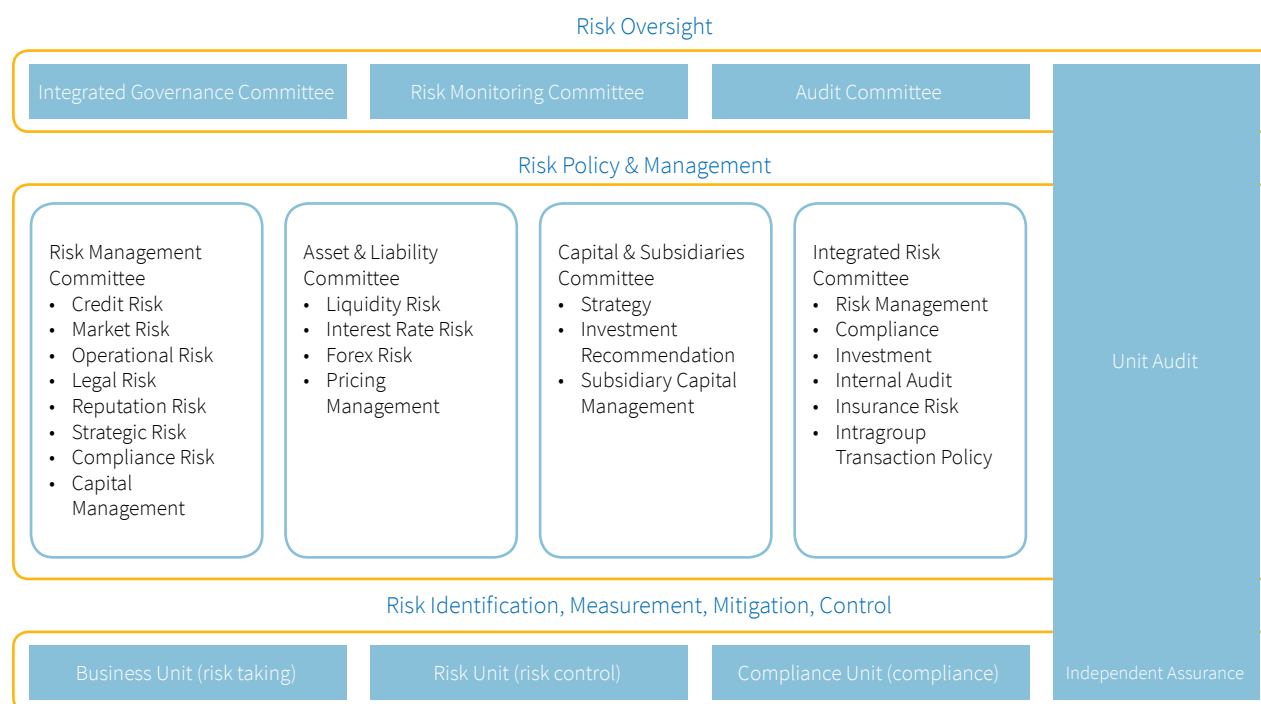 Risk Oversight
Integrated Governance Committee
Risk Monitoring Committee
Audit Committee
Risk Policy & Management
Risk Management
Committee
• Credit Risk
• Market Risk
• Operational Risk
• Legal Risk
• Reputation Risk
• Strategic Risk
• Compliance Risk
• Capital
Management
Asset & Liability
Committee
• Liquidity Risk
• Interest Rate Risk
• Forex Risk
• Pricing
Management
Capital & Subsidiaries
Committee
• Strategy
• Investment
Recommendation
• Subsidiary Capital
Management
Integrated Risk
Committee
• Risk Management
• Compliance
• Investment
• Internal Audit
• Insurance Risk
• Intragroup
Transaction Policy
Unit Audit
Risk Identification, Measurement, Mitigation, Control
Business Unit (risk taking)
Risk Unit (risk control)
Compliance Unit (compliance)
Independent Assurance